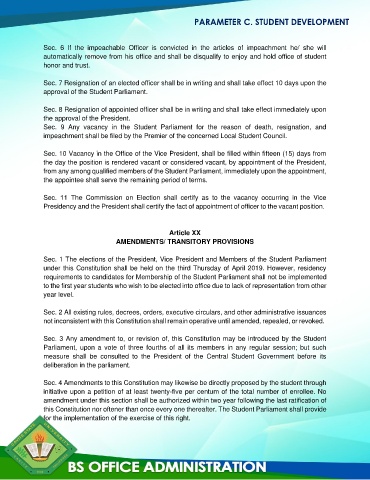 PARAMETER C. STUDENT DEVELOPMENT
Sec. 6 If the impeachable Officer is convicted in the articles of impeachment he/ she will
automatically remove from his office and shall be disqualify to enjoy and hold office of student
honor and trust.
Sec. 7 Resignation of an elected officer shall be in writing and shall take effect 10 days upon the
approval of the Student Parliament.
Sec. 8 Resignation of appointed officer shall be in writing and shall take effect immediately upon
the approval of the President.
Sec. 9 Any vacancy in the Student Parliament for the reason of death, resignation, and
impeachment shall be filed by the Premier of the concerned Local Student Council.
Sec. 10 Vacancy in the Office of the Vice President, shall be filled within fifteen (15) days from
the day the position is rendered vacant or considered vacant, by appointment of the President,
from any among qualified members of the Student Parliament, immediately upon the appointment,
the appointee shall serve the remaining period of terms.
Sec. 11 The Commission on Election shall certify as to the vacancy occurring in the Vice
Presidency and the President shall certify the fact of appointment of officer to the vacant position.
Article XX
AMENDMENTS/ TRANSITORY PROVISIONS
Sec. 1 The elections of the President, Vice President and Members of the Student Parliament
under this Constitution shall be held on the third Thursday of April 2019. However, residency
requirements to candidates for Membership of the Student Parliament shall not be implemented
to the first year students who wish to be elected into office due to lack of representation from other
year level.
Sec. 2 All existing rules, decrees, orders, executive circulars, and other administrative issuances
not inconsistent with this Constitution shall remain operative until amended, repealed, or revoked.
Sec. 3 Any amendment to, or revision of, this Constitution may be introduced by the Student
Parliament, upon a vote of three fourths of all its members in any regular session; but such
measure shall be consulted to the President of the Central Student Government before its
deliberation in the parliament.
Sec. 4 Amendments to this Constitution may likewise be directly proposed by the student through
initiative upon a petition of at least twenty-five per centum of the total number of enrollee. No
amendment under this section shall be authorized within two year following the last ratification of
this Constitution nor oftener than once every one thereafter. The Student Parliament shall provide
for the implementation of the exercise of this right.
BS OFFICE ADMINISTRATION